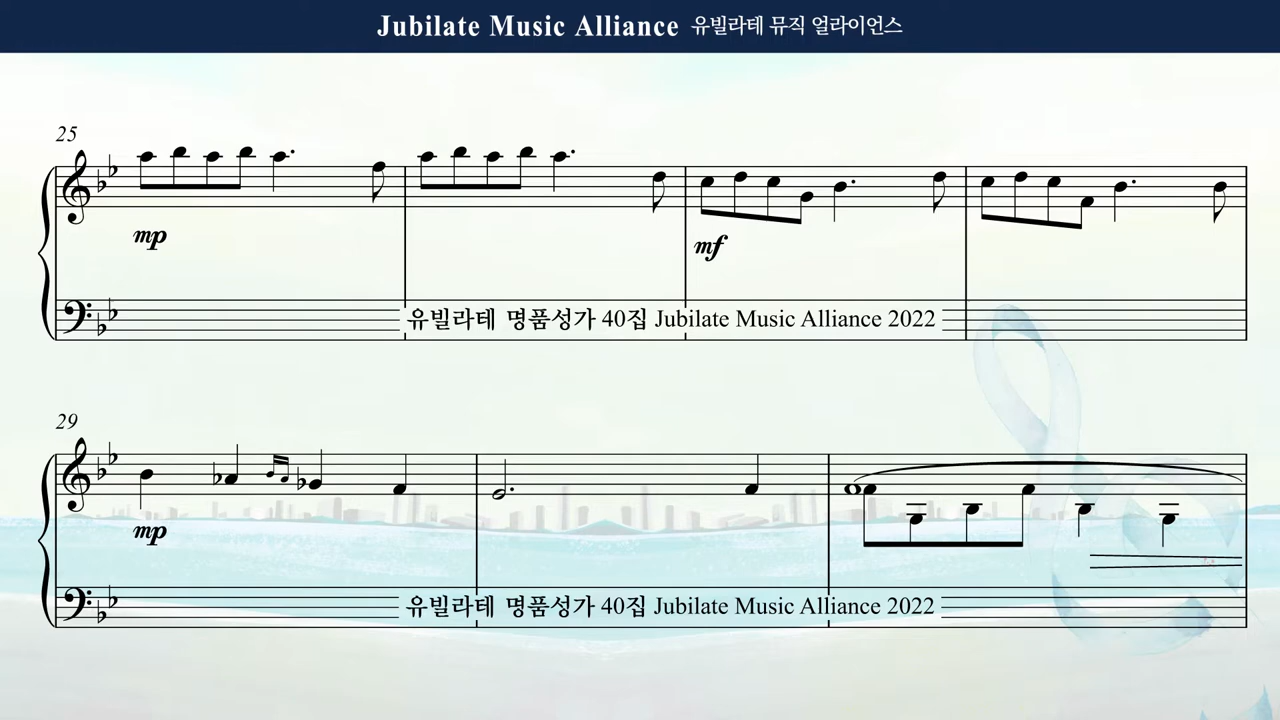 Jubilate Music Alliance 유빌라테 뮤직 얼라이언스
25
mp
mf
유빌라테 명품성가 40집 Jubilate Music Alliance 2022
29
mp
유빌라테 명품성가 40집 Jubilate Music Alliance 2022